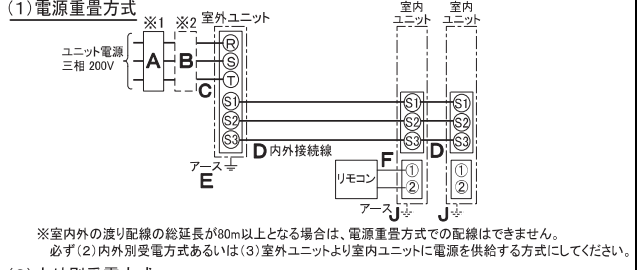 (1)電源重畳方式
※1 ※2 室外ユニット
室内
ユニット
室内
ユニット
ユニット電源
三相 200V
A
B
C
R
S
T
S1
S2
S3
S1
S2
S3
S1
S2
S3
D 内外接続線
D
アース
E
リモコン
F
①
②
①
②
アース J
J
※室内外の渡り配線の総延長が80m以上となる場合は、電源重畳方式での配線はできません。
必ず(2)内外別受電方式あるいは(3)室外ユニットより室内ユニットに電源を供給する方式にしてください。